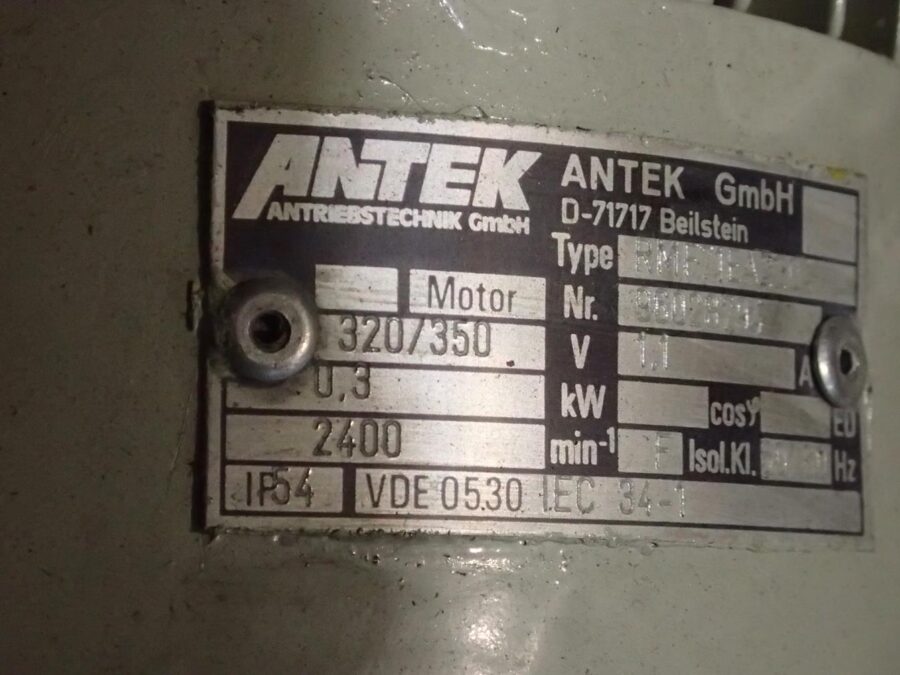 ANTEK
ANTRIEBSTECHNIK GmbH
ANTEK GmbH
D-71717 Beilstein
Type
Motor Nr.
320/350 V 1,1 A
0,3 kW cosφ ED
2400 min-1 F Isol.Kl. Hz
IP54 VDE 0530 IEC 34-1